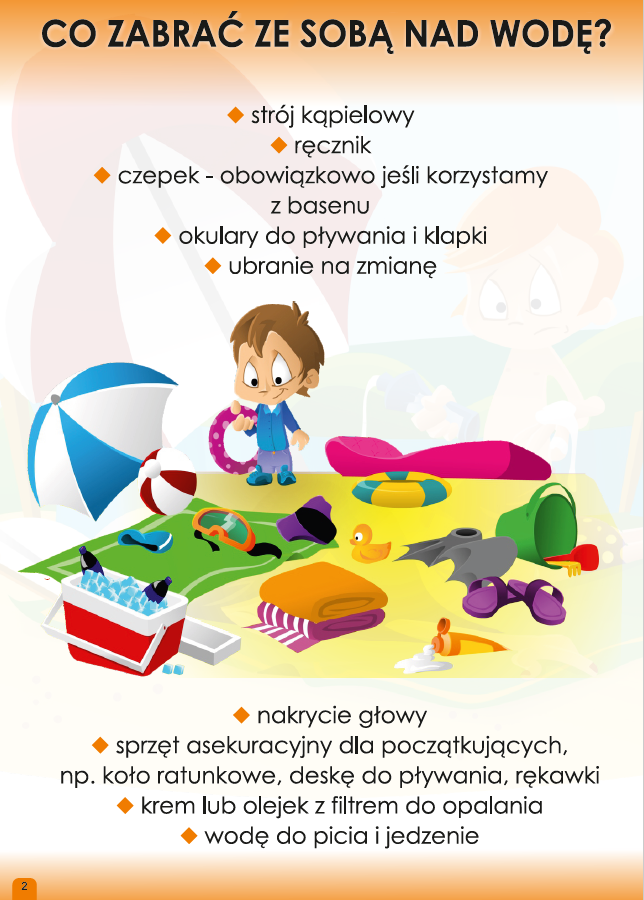 CO ZABRAĆ ZE SOBĄ NAD WODĘ?
◆ strój kąpielowy
◆ ręcznik
◆ czepek - obowiązkowo jeśli korzystamy
z basenu
◆ okulary do pływania i klapki
◆ ubranie na zmianę
◆ nakrycie głowy
◆ sprzęt asekuracyjny dla początkujących,
np. koło ratunkowe, deskę do pływania, rękawki
◆ krem lub olejek z filtrem do opalania
◆ wodę do picia i jedzenie
2